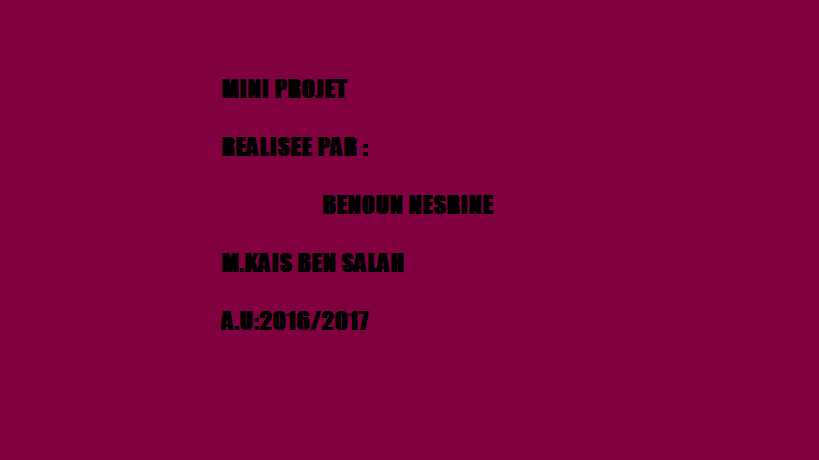 MINI PROJET
REALISEE PAR :
BENOUN NESRINE
M.KAIS BEN SALAH
A.U:2016/2017